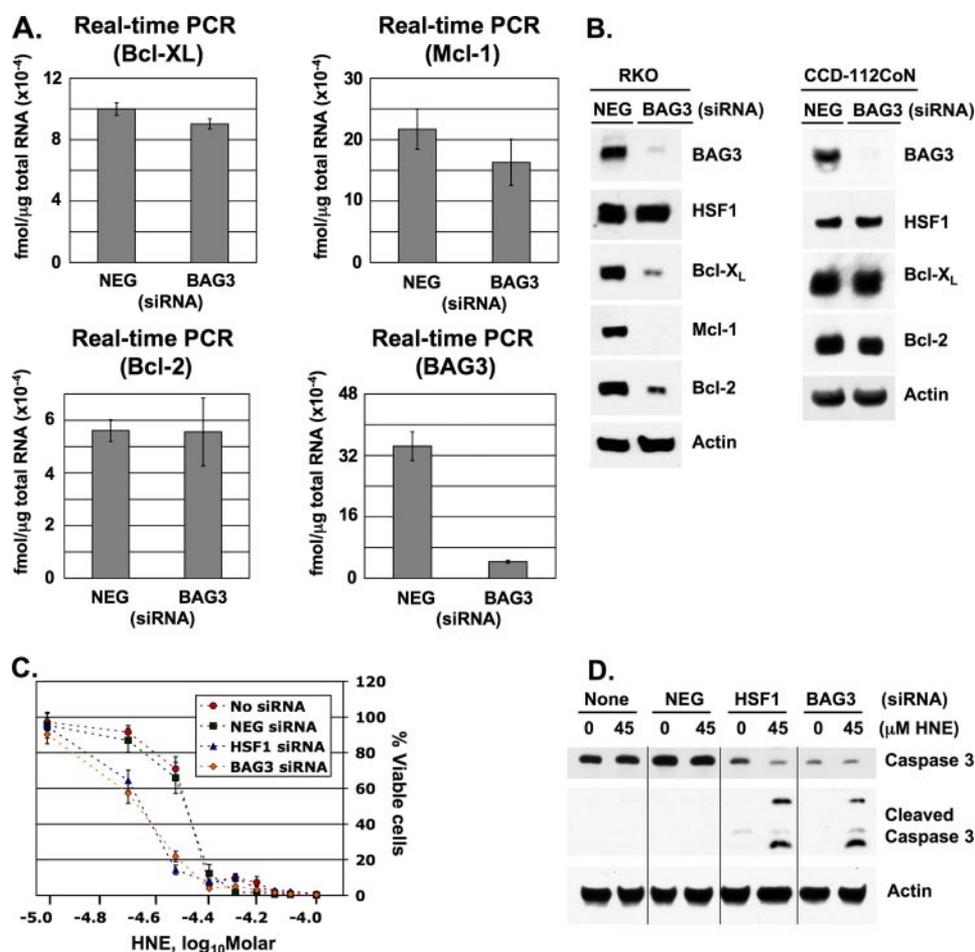 A.
Real-time PCR
(Bcl-XL)
fmol/µg total RNA (x10-4)
12
8
4
0
NEG BAG3
(siRNA)
Real-time PCR
(Mcl-1)
fmol/µg total RNA (x10-4)
30
20
10
0
NEG BAG3
(siRNA)
Real-time PCR
(Bcl-2)
fmol/µg total RNA (x10-4)
6
4
2
0
NEG BAG3
(siRNA)
Real-time PCR
(BAG3)
fmol/µg total RNA (x10-4)
48
32
16
0
NEG BAG3
(siRNA)
B.
RKO
NEG BAG3 (siRNA)
BAG3
HSF1
Bcl-XL
Mcl-1
Bcl-2
Actin
CCD-112CoN
NEG BAG3 (siRNA)
BAG3
HSF1
Bcl-XL
Bcl-2
Actin
C.
No siRNA
NEG siRNA
HSF1 siRNA
BAG3 siRNA
120
100
80
60
40
20
0
% Viable cells
-5.0 -4.8 -4.6 -4.4 -4.2 -4.0
HNE, log10Molar
D.
None NEG HSF1 BAG3 (siRNA)
0 45 0 45 0 45 0 45 (µM HNE)
Caspase 3
Cleaved
Caspase 3
Actin